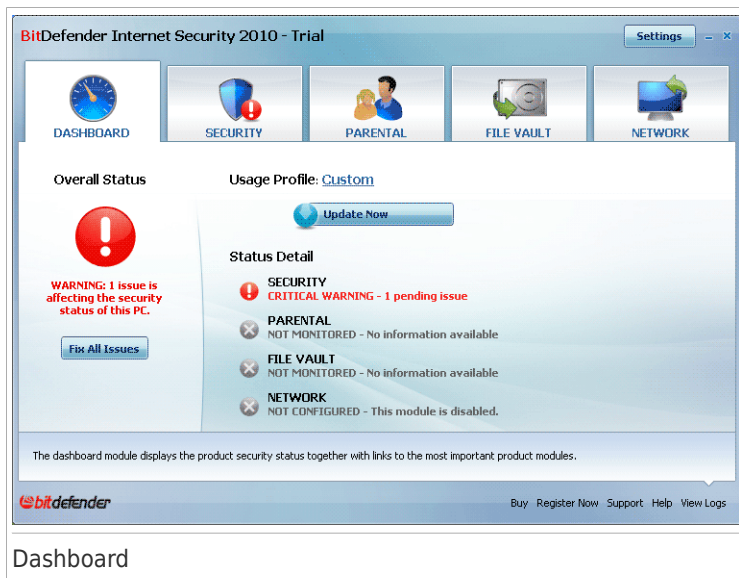 BitDefender Internet Security 2010 - Trial
Settings
DASHBOARD
SECURITY
PARENTAL
FILE VAULT
NETWORK
Overall Status
WARNING: 1 issue is
affecting the security
status of this PC.
Fix All Issues
Usage Profile: Custom
Update Now
Status Detail
SECURITY
CRITICAL WARNING - 1 pending issue
PARENTAL
NOT MONITORED - No information available
FILE VAULT
NOT MONITORED - No information available
NETWORK
NOT CONFIGURED - This module is disabled.
The dashboard module displays the product security status together with links to the most important product modules.
bitdefender
Buy Register Now Support Help View Logs
Dashboard